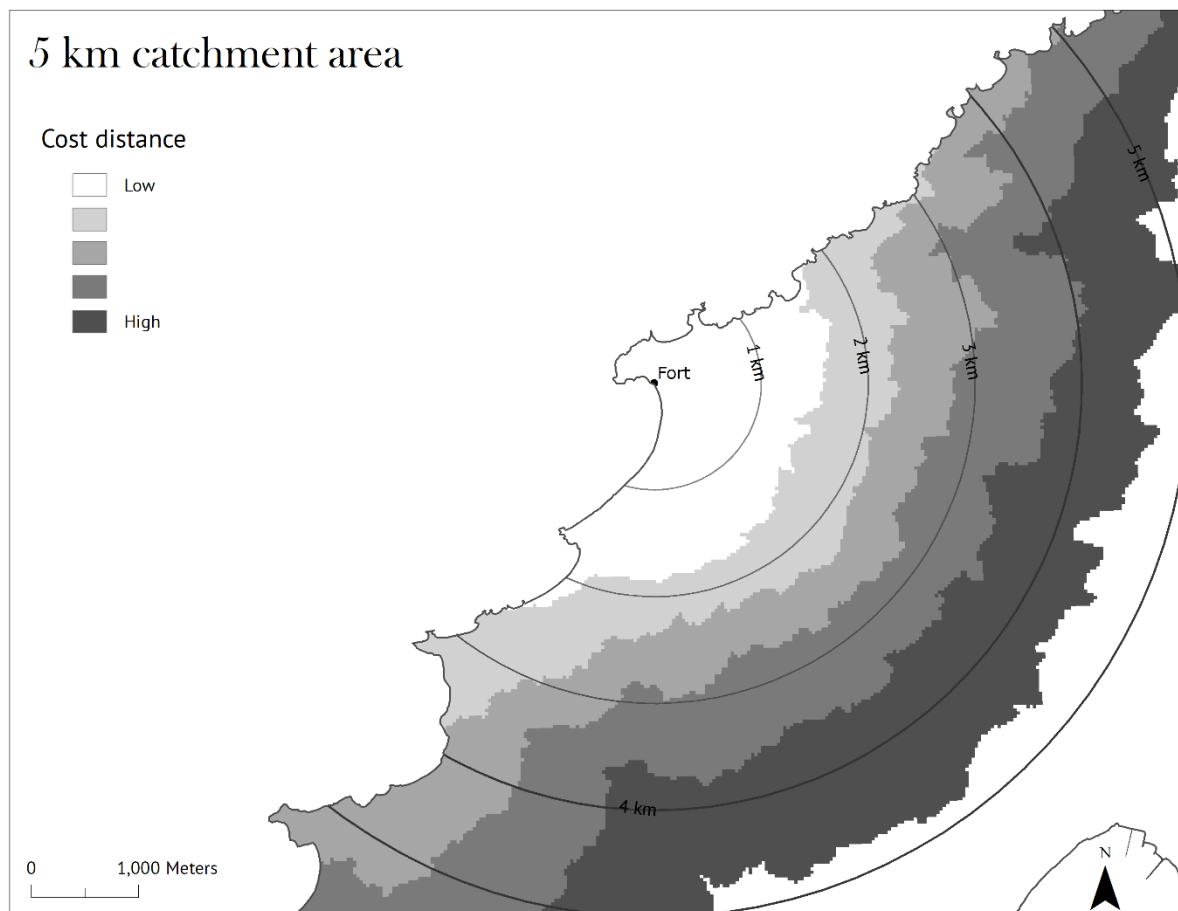 5 km catchment area
Cost distance
Low
High
5 km
1 km
2 km
3 km
Fort
4 km
0 1,000 Meters
N